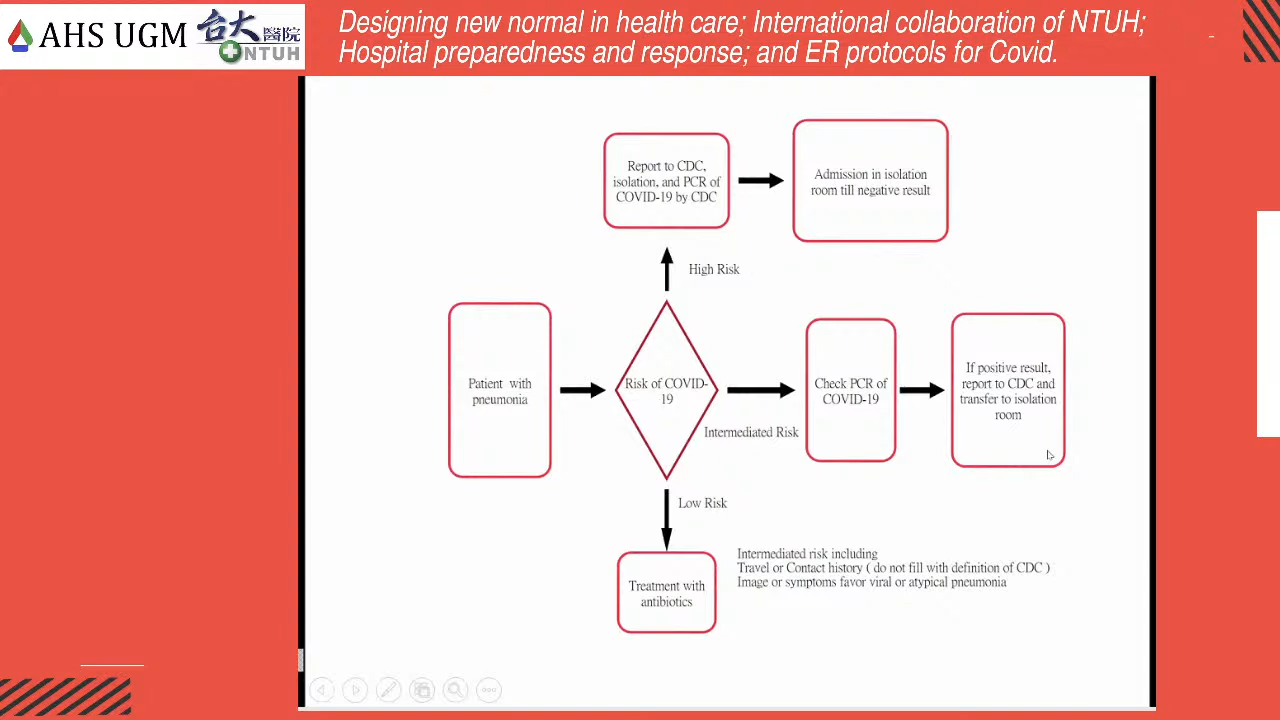 AHS UGM
台大醫院
NTUH
Designing new normal in health care; International collaboration of NTUH;
Hospital preparedness and response; and ER protocols for Covid.
Report to CDC,
isolation, and PCR of
COVID-19 by CDC
Admission in isolation
room till negative result
High Risk
Patient with
pneumonia
Risk of COVID-
19
Intermediated Risk
Check PCR of
COVID-19
If positive result,
report to CDC and
transfer to isolation
room
Low Risk
Treatment with
antibiotics
Intermediated risk including
Travel or Contact history ( do not fill with definition of CDC )
Image or symptoms favor viral or atypical pneumonia